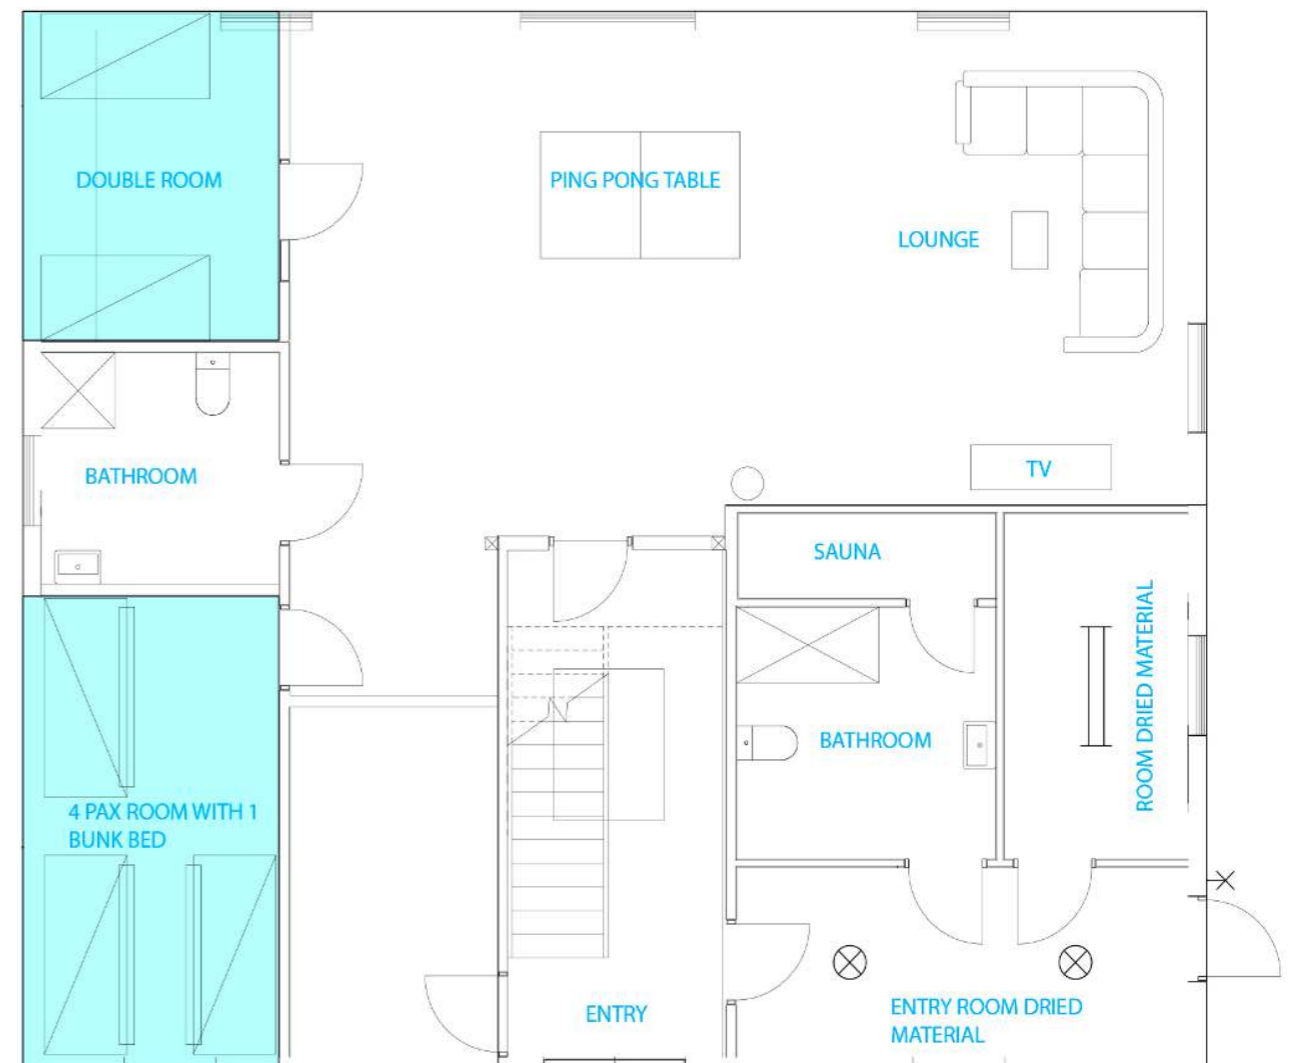 DOUBLE ROOM
PING PONG TABLE
LOUNGE
BATHROOM
TV
SAUNA
ROOM DRIED MATERIAL
BATHROOM
4 PAX ROOM WITH 1
BUNK BED
ENTRY
ENTRY ROOM DRIED
MATERIAL